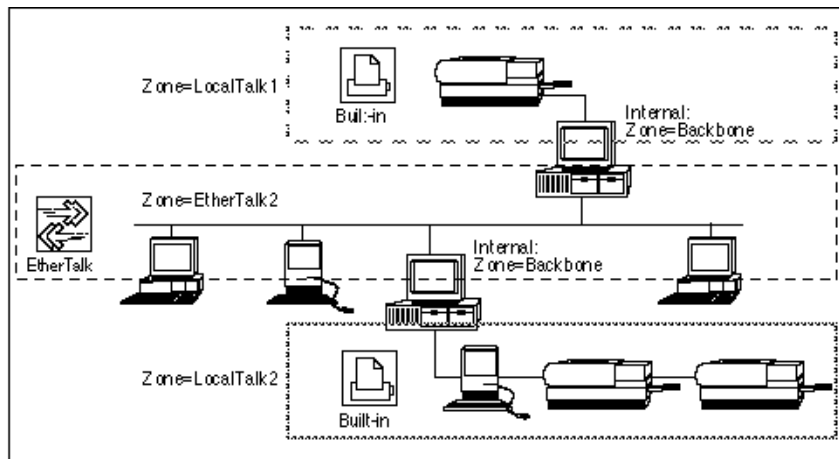 Zone=LocalTalk1
Built-in
Internal:
Zone=Backbone
Zone=EtherTalk2
EtherTalk
Internal:
Zone=Backbone
Zone=LocalTalk2
Built-in